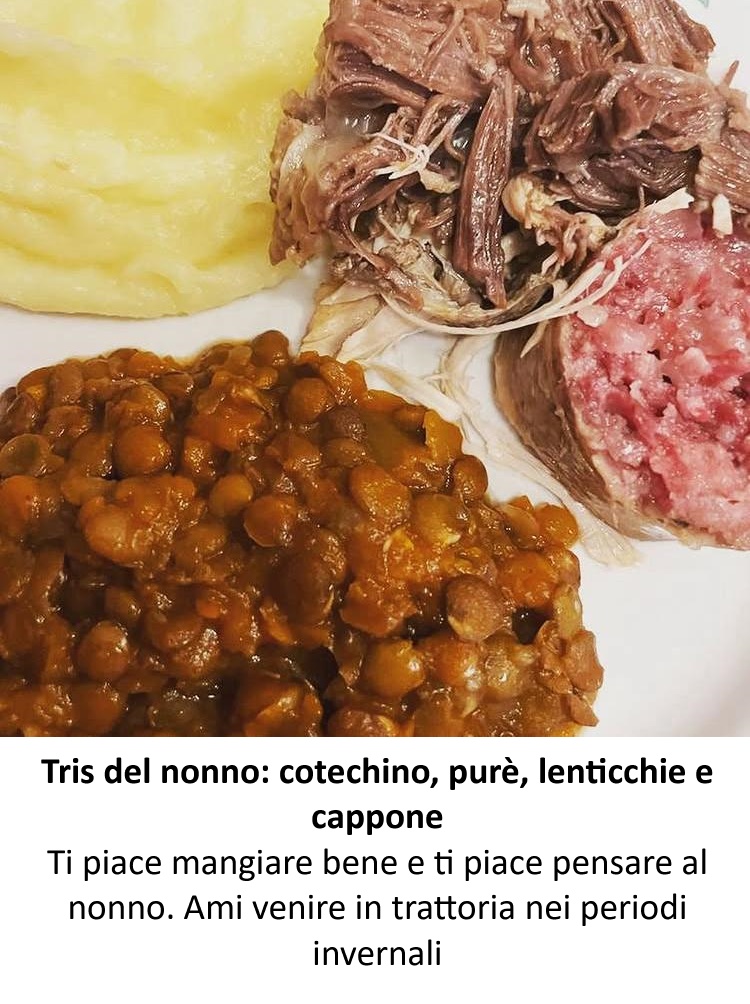 Tris del nonno: cotechino, purè, lenticchie e
cappone
Ti piace mangiare bene e ti piace pensare al
nonno. Ami venire in trattoria nei periodi
invernali